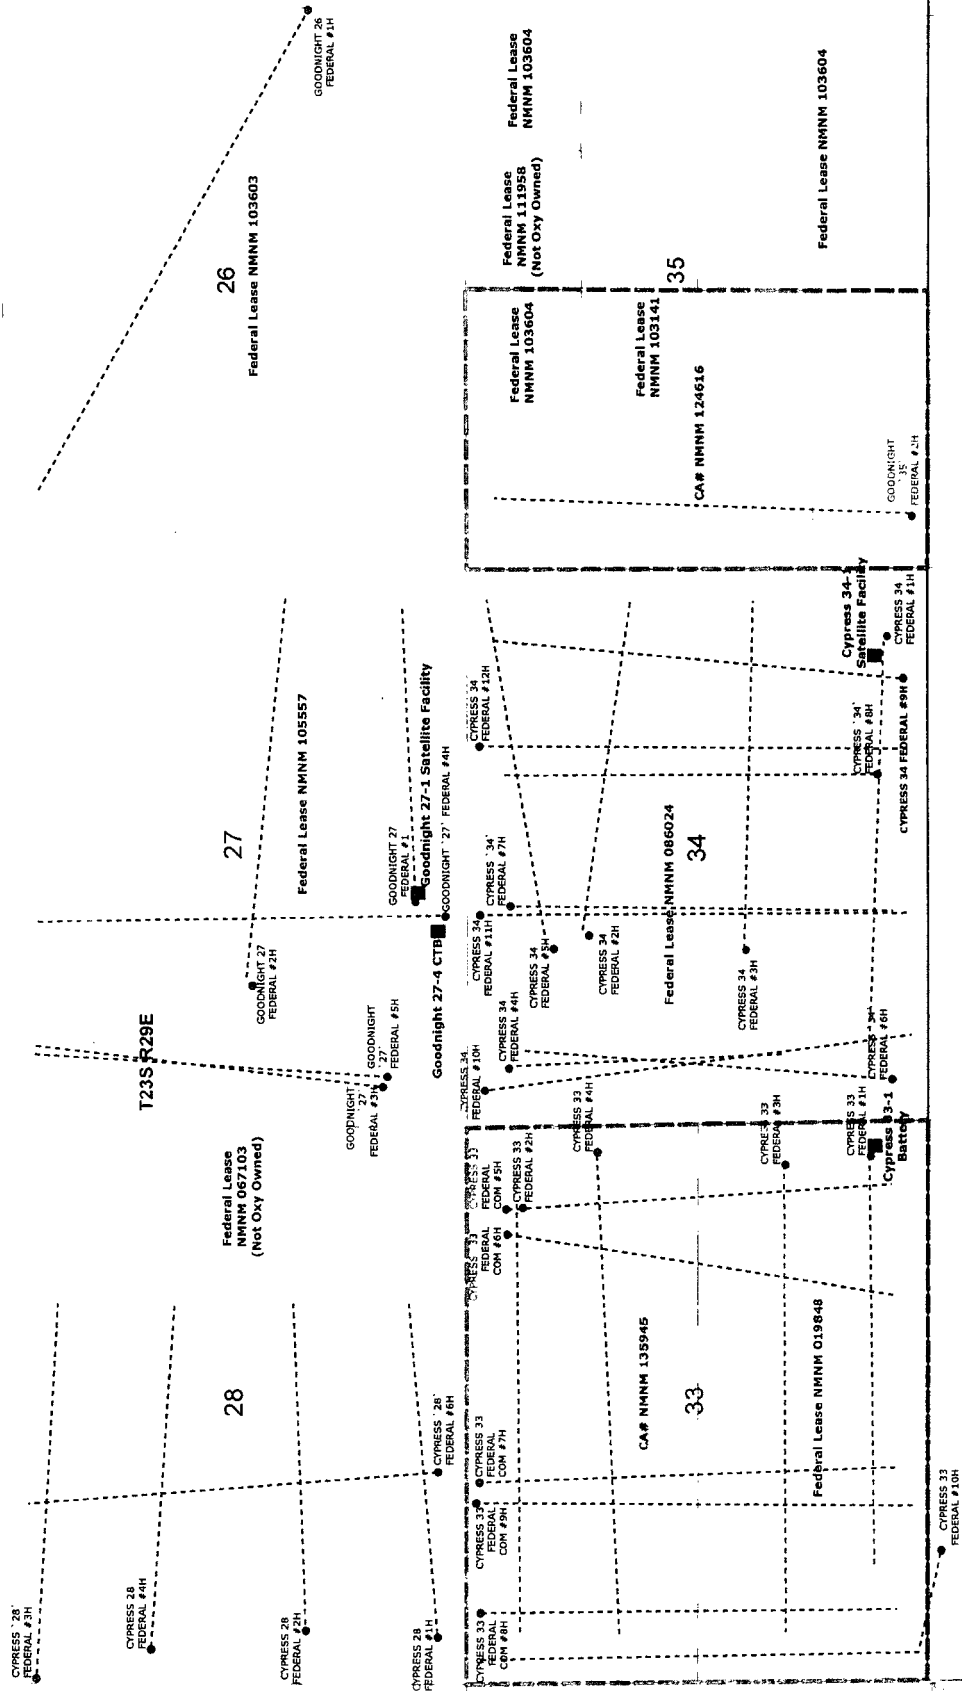 CYPRESS `28`
FEDERAL #3H
CYPRESS 28
FEDERAL #4H
CYPRESS 28
FEDERAL #2H
CYPRESS 28
FEDERAL #1H
28
CYPRESS `28`
FEDERAL #6H
T23S R29E
Federal Lease
NMNM 067103
(Not Oxy Owned)
GOODNIGHT
`27`
FEDERAL #3H
GOODNIGHT
`27`
FEDERAL #5H
GOODNIGHT 27
FEDERAL #2H
27
Federal Lease NMNM 105557
GOODNIGHT 27
FEDERAL #1
Goodnight 27-1 Satellite Facility
GOODNIGHT `27` FEDERAL #4H
Goodnight 27-4 CTB
26
Federal Lease NMNM 103603
GOODNIGHT 26
FEDERAL #1H
CYPRESS 33
FEDERAL
COM #8H
CYPRESS 33
FEDERAL
COM #9H
CYPRESS 33
FEDERAL
COM #7H
CYPRESS 33
FEDERAL
COM #6H
CYPRESS 33
FEDERAL
COM #5H
CYPRESS 33
FEDERAL #2H
CYPRESS 33
FEDERAL #4H
CA# NMNM 135945
33
Federal Lease NMNM 019848
CYPRESS 33
FEDERAL #3H
CYPRESS 33
FEDERAL #1H
Cypress 33-1
Battery
CYPRESS 33
FEDERAL #10H
CYPRESS 34
FEDERAL #10H
CYPRESS 34
FEDERAL #4H
CYPRESS 34
FEDERAL #11H
CYPRESS `34`
FEDERAL #7H
CYPRESS 34
FEDERAL #12H
CYPRESS 34
FEDERAL #5H
CYPRESS 34
FEDERAL #2H
Federal Lease NMNM 086024
34
CYPRESS 34
FEDERAL #3H
CYPRESS `34`
FEDERAL #6H
CYPRESS `34`
FEDERAL #8H
CYPRESS 34 FEDERAL #9H
Cypress 34-1
Satellite Facility
CYPRESS 34
FEDERAL #1H
Federal Lease
NMNM 103604
Federal Lease
NMNM 103141
CA# NMNM 124616
GOODNIGHT
`35`
FEDERAL #2H
35
Federal Lease
NMNM 111958
(Not Oxy Owned)
Federal Lease
NMNM 103604
Federal Lease NMNM 103604